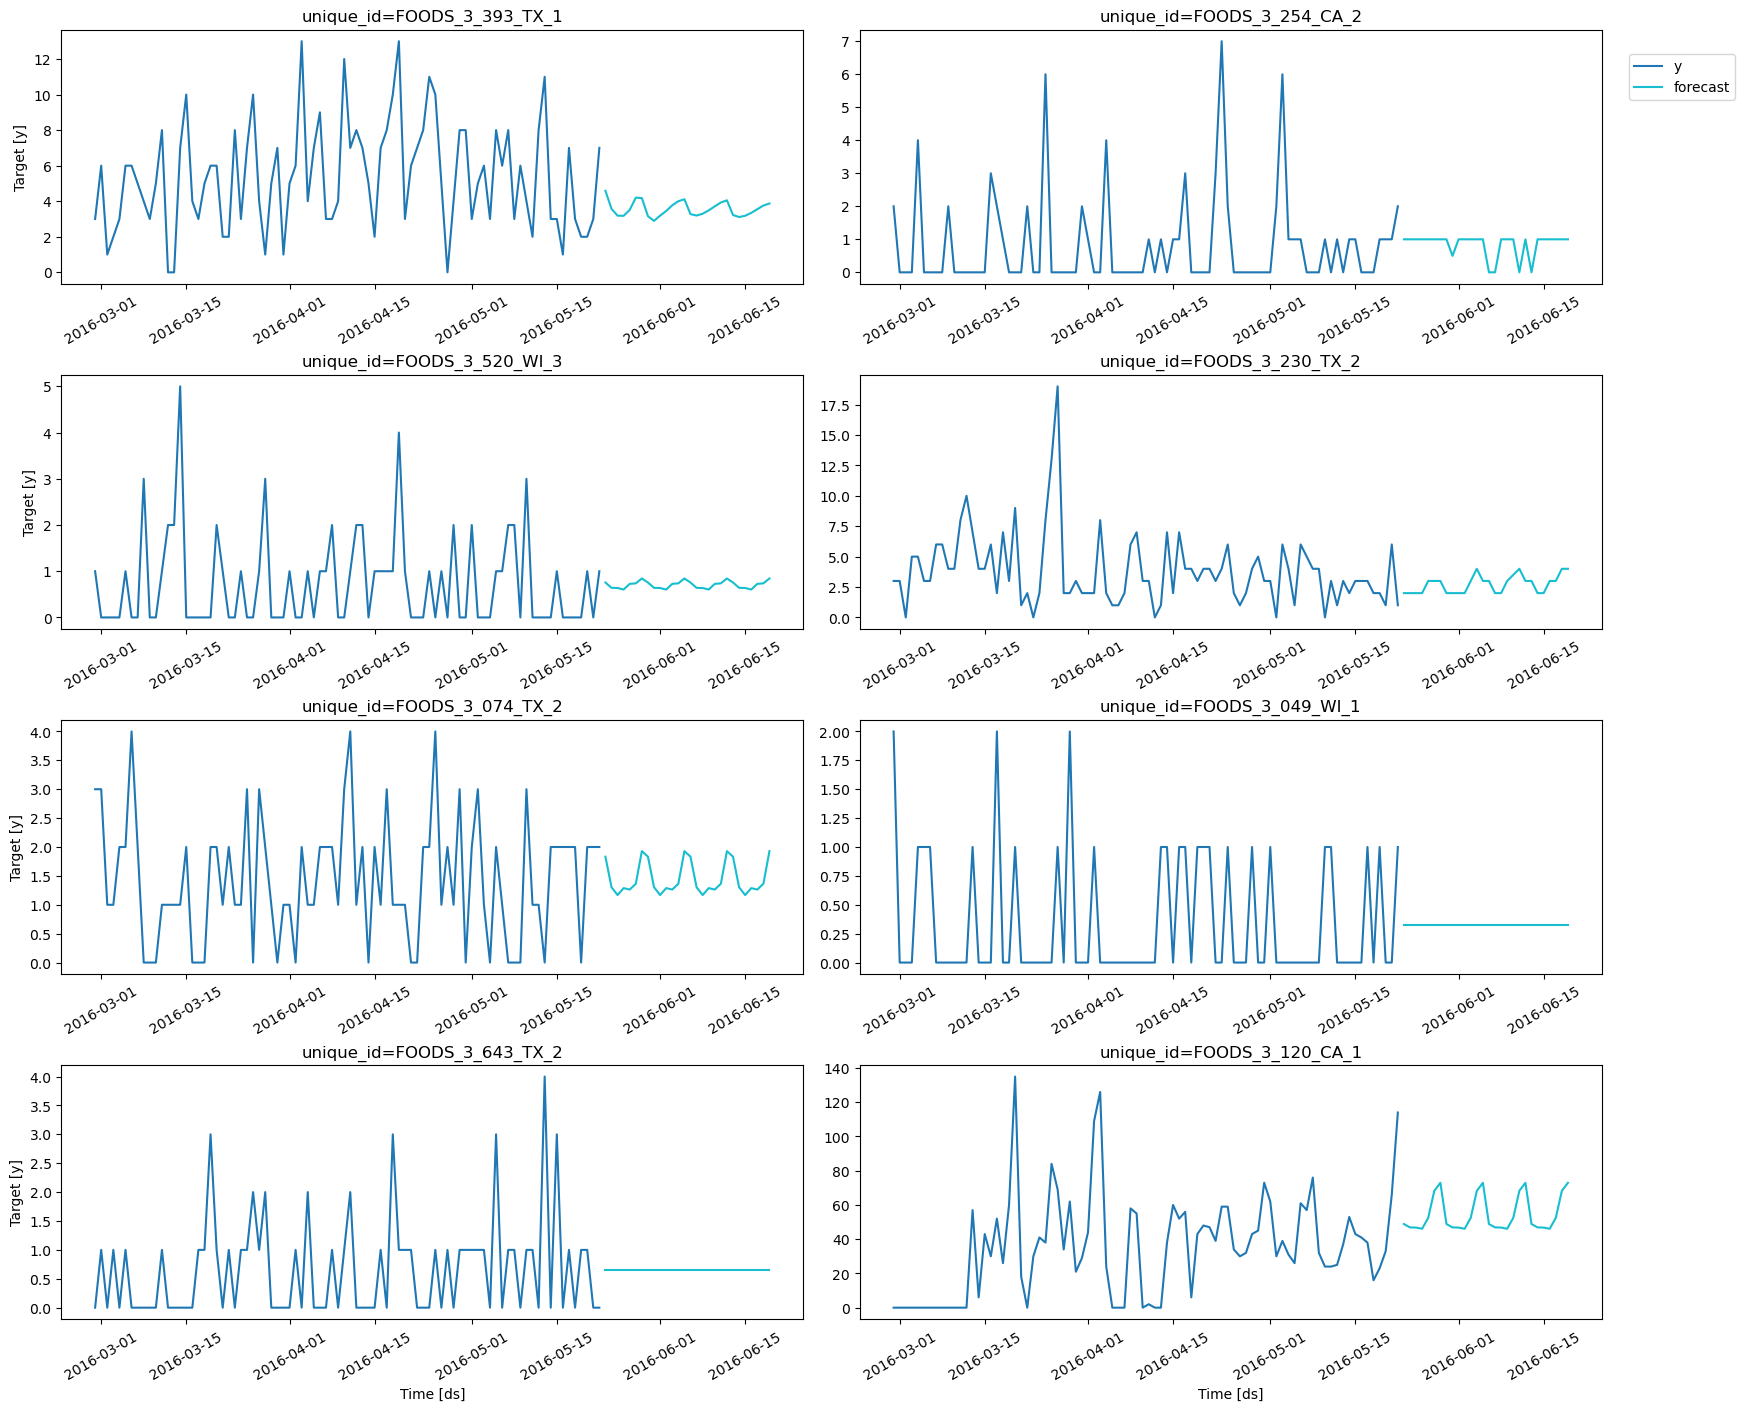 unique_id=FOODS_3_393_TX_1
Target [y]
12
10
8
6
4
2
0
2016-03-01 2016-03-15 2016-04-01 2016-04-15 2016-05-01 2016-05-15 2016-06-01 2016-06-15
unique_id=FOODS_3_254_CA_2
7
6
5
4
3
2
1
0
2016-03-01 2016-03-15 2016-04-01 2016-04-15 2016-05-01 2016-05-15 2016-06-01 2016-06-15
y
forecast
unique_id=FOODS_3_520_WI_3
Target [y]
5
4
3
2
1
0
2016-03-01 2016-03-15 2016-04-01 2016-04-15 2016-05-01 2016-05-15 2016-06-01 2016-06-15
unique_id=FOODS_3_230_TX_2
17.5
15.0
12.5
10.0
7.5
5.0
2.5
0.0
2016-03-01 2016-03-15 2016-04-01 2016-04-15 2016-05-01 2016-05-15 2016-06-01 2016-06-15
unique_id=FOODS_3_074_TX_2
Target [y]
4.0
3.5
3.0
2.5
2.0
1.5
1.0
0.5
0.0
2016-03-01 2016-03-15 2016-04-01 2016-04-15 2016-05-01 2016-05-15 2016-06-01 2016-06-15
unique_id=FOODS_3_049_WI_1
2.00
1.75
1.50
1.25
1.00
0.75
0.50
0.25
0.00
2016-03-01 2016-03-15 2016-04-01 2016-04-15 2016-05-01 2016-05-15 2016-06-01 2016-06-15
unique_id=FOODS_3_643_TX_2
Target [y]
4.0
3.5
3.0
2.5
2.0
1.5
1.0
0.5
0.0
2016-03-01 2016-03-15 2016-04-01 2016-04-15 2016-05-01 2016-05-15 2016-06-01 2016-06-15
Time [ds]
unique_id=FOODS_3_120_CA_1
140
120
100
80
60
40
20
0
2016-03-01 2016-03-15 2016-04-01 2016-04-15 2016-05-01 2016-05-15 2016-06-01 2016-06-15
Time [ds]